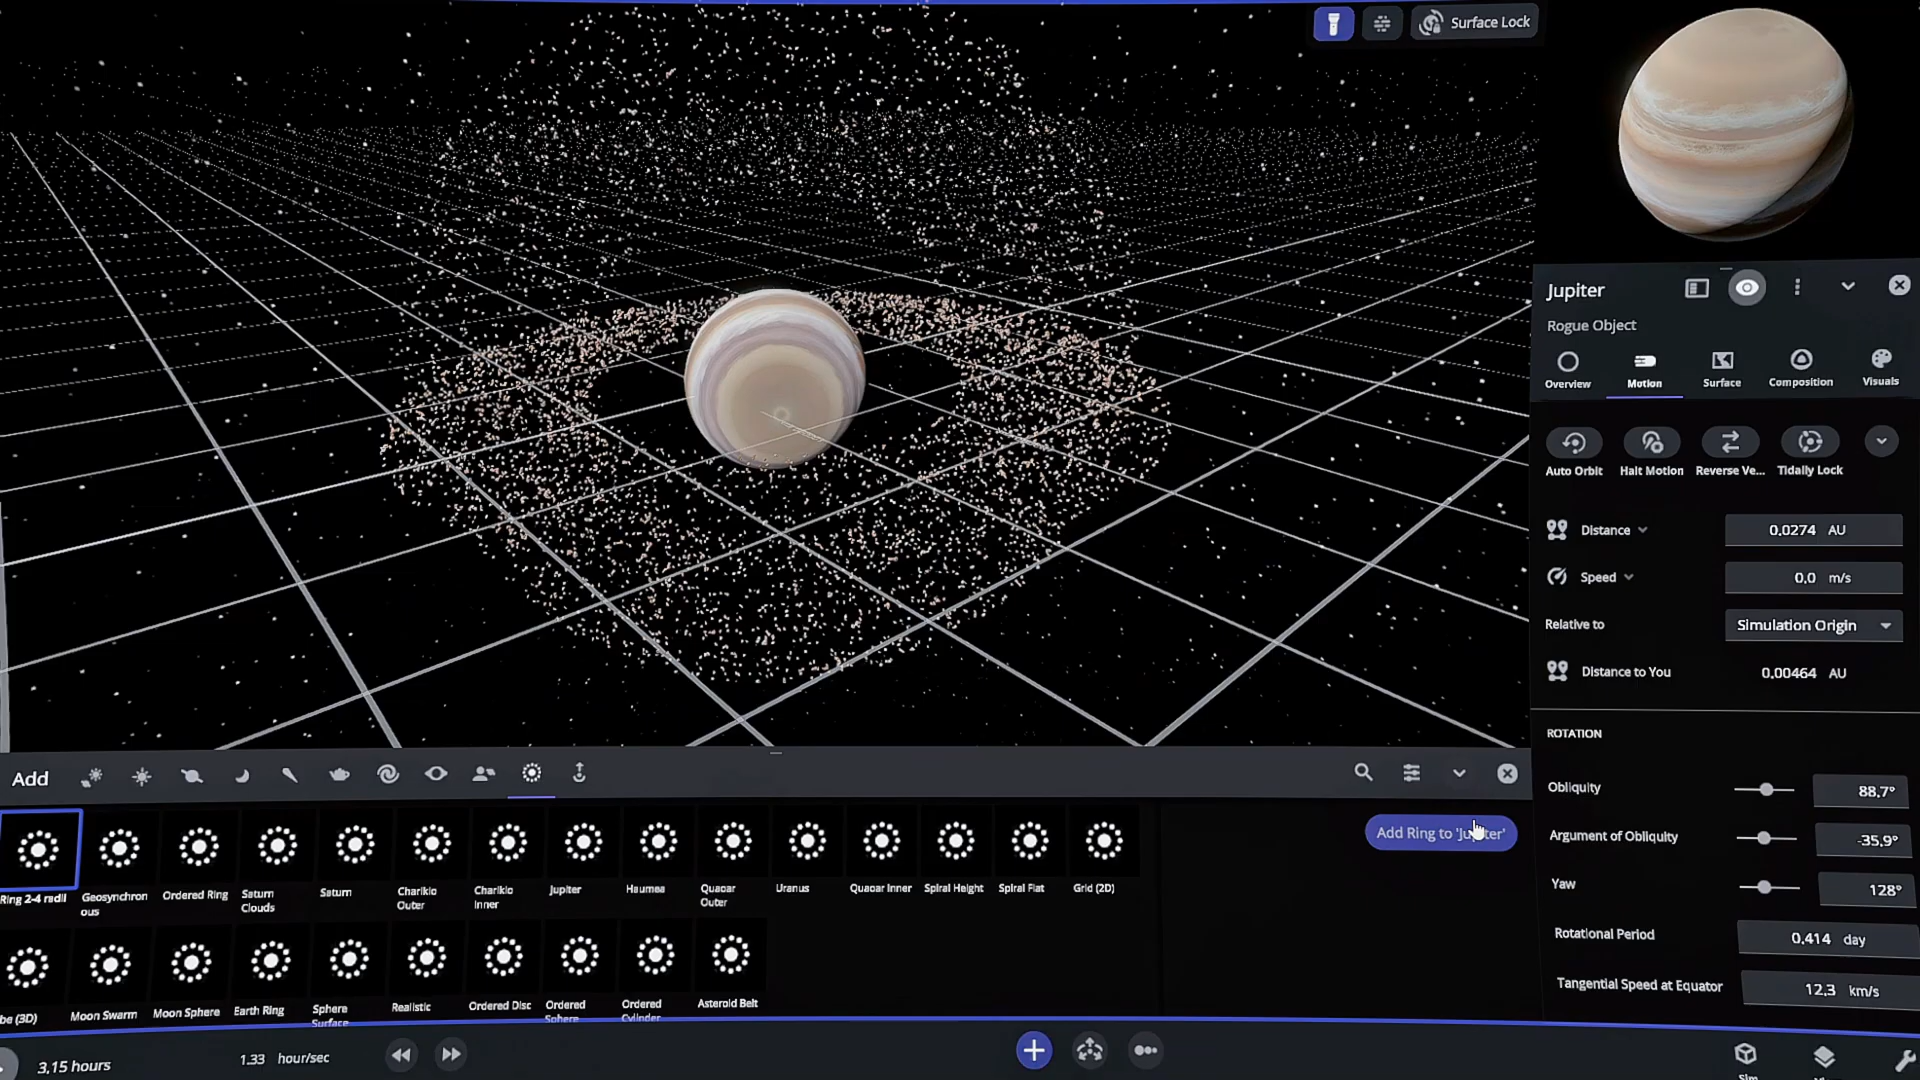 Surface Lock
Jupiter
Rogue Object
Overview
Motion
Surface
Composition
Visuals
Auto Orbit
Halt Motion
Reverse Ve...
Tidally Lock
Distance
0.0274 AU
Speed
0.0 m/s
Relative to
Simulation Origin
Distance to You
0.00464 AU
ROTATION
Obliquity
88.7°
Argument of Obliquity
-35.9°
Yaw
128°
Rotational Period
0.414 day
Tangential Speed at Equator
12.3 km/s
Add
Add Ring to 'Jupiter'
Ring 2-4 radii
Geosynchron
ous
Ordered Ring
Saturn
Clouds
Saturn
Chariklo
Outer
Chariklo
Inner
Jupiter
Haumea
Quaoar
Outer
Uranus
Quaoar Inner
Spiral Height
Spiral Flat
Grid (2D)
be (3D)
Moon Swarm
Moon Sphere
Earth Ring
Sphere
Surface
Realistic
Ordered Disc
Ordered
Sphere
Ordered
Cylinder
Asteroid Belt
3.15 hours
1.33 hour/sec
Sim